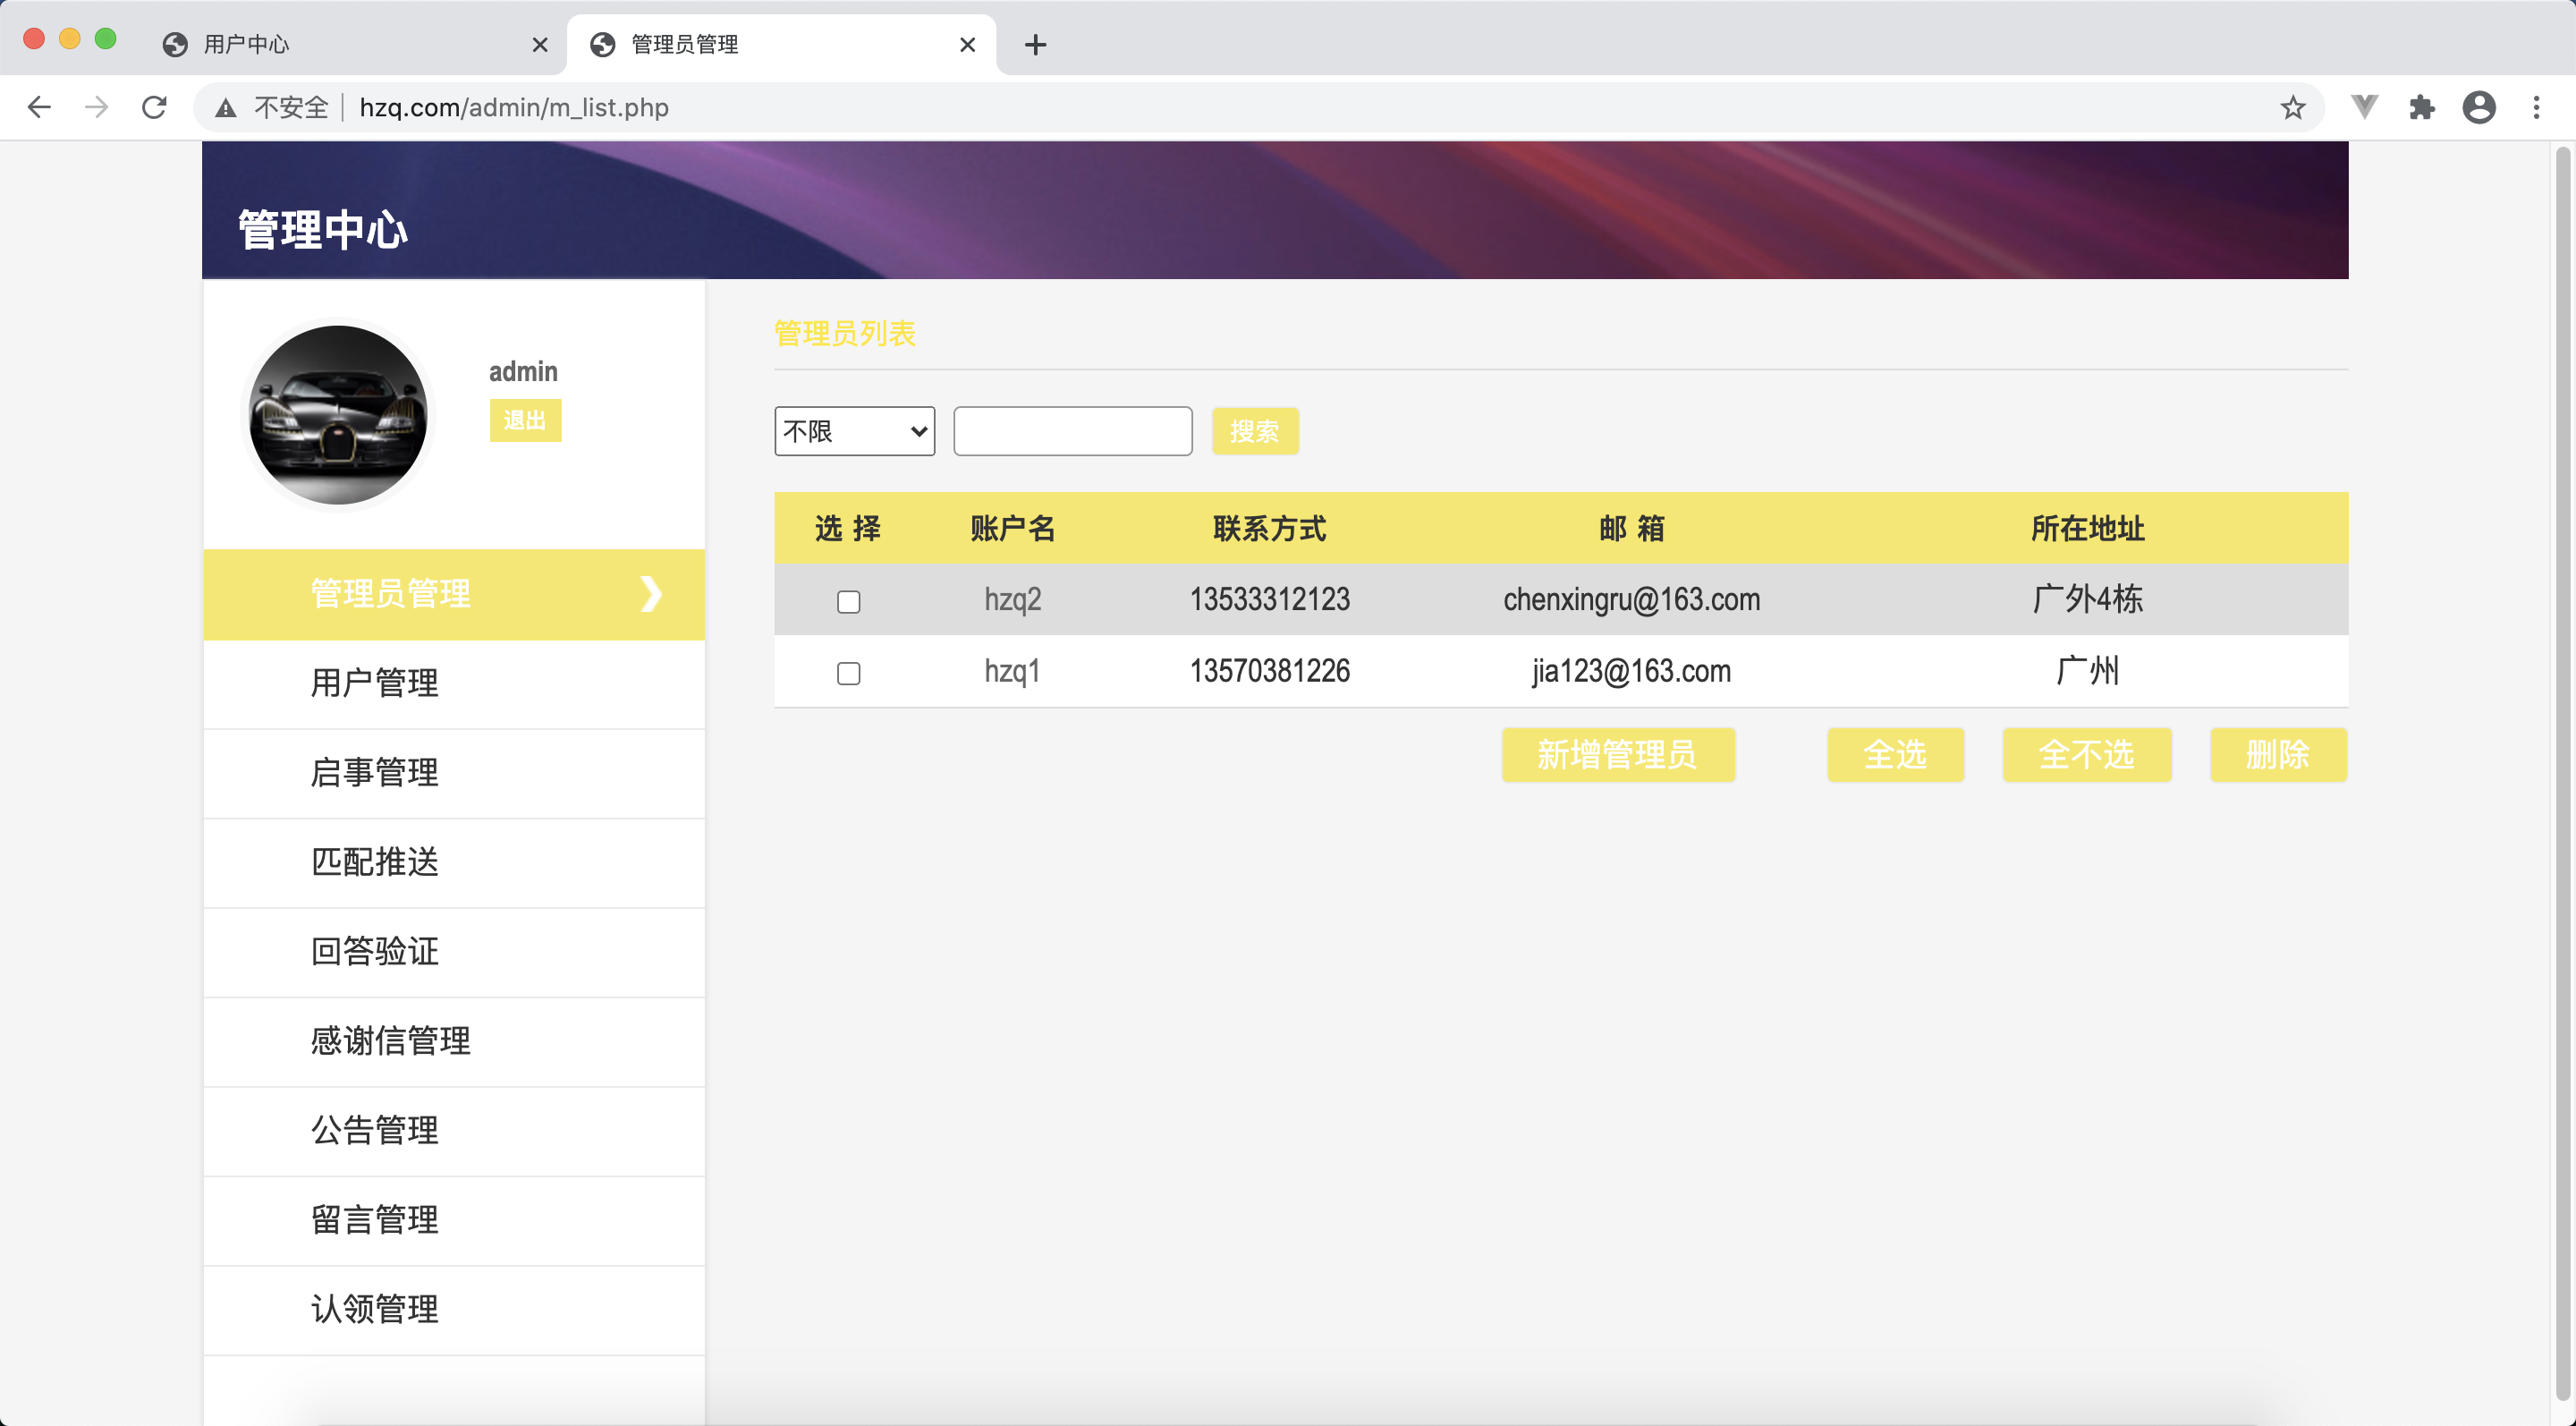 用户中心
管理员管理
不安全 hzq.com/admin/m_list.php
管理中心
admin
退出
管理员管理
用户管理
启事管理
匹配推送
回答验证
感谢信管理
公告管理
留言管理
认领管理
管理员列表
不限 搜索
选 择 账户名 联系方式 邮 箱 所在地址
hzq2 13533312123 chenxingru@163.com 广外4栋
hzq1 13570381226 jia123@163.com 广州
新增管理员 全选 全不选 删除